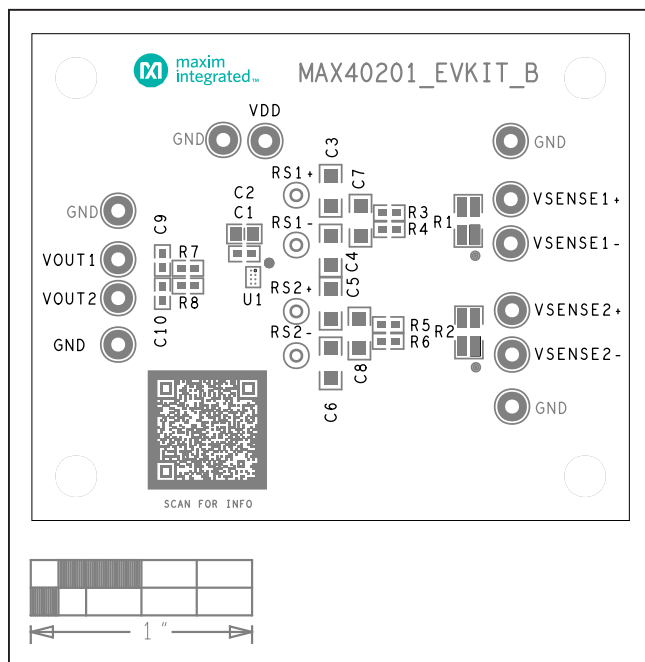 maxim
integrated™
MAX40201_EVKIT_B
VDD
GND
GND
C3
RS1+
C7
VSENSE1+
GND
C2
C1
R3
R4
R1
RS1-
C9
R7
VOUT1
VSENSE1-
C4
C5
U1
RS2+
R8
VOUT2
VSENSE2+
C10
RS2-
R5
R6
R2
GND
VSENSE2-
C8
C6
GND
SCAN FOR INFO
1 "